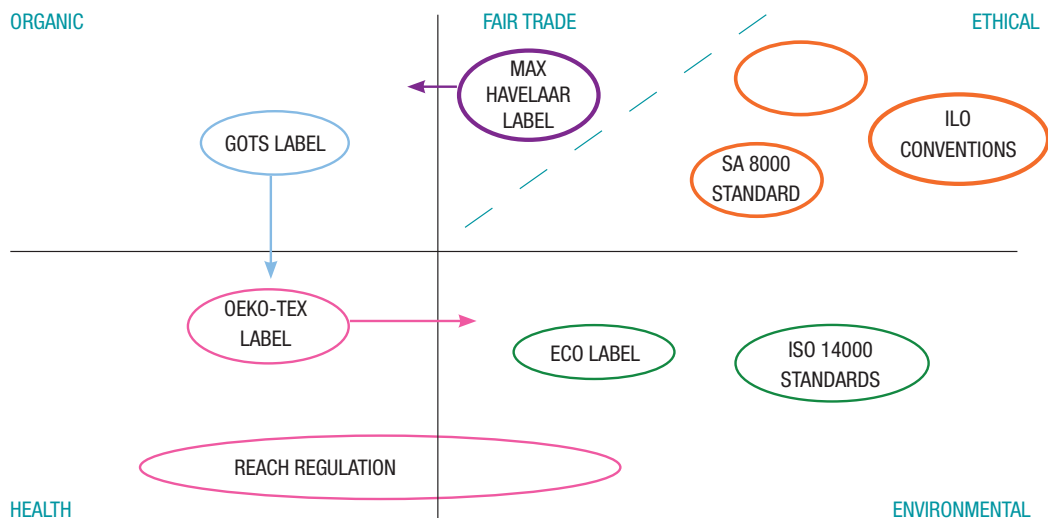 ORGANIC
FAIR TRADE
ETHICAL
MAX
HAVELAAR
LABEL
GOTS LABEL
ILO
CONVENTIONS
SA 8000
STANDARD
OEKO-TEX
LABEL
ECO LABEL
ISO 14000
STANDARDS
REACH REGULATION
HEALTH
ENVIRONMENTAL